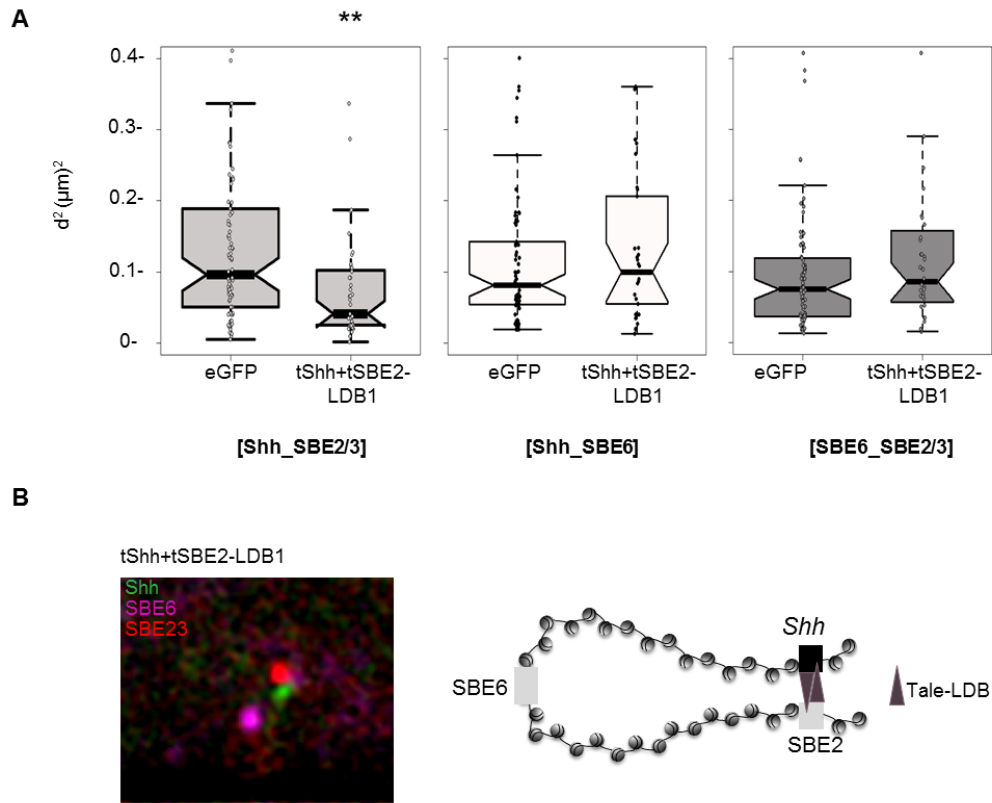 A
**
0.4-
0.3-
0.2-
0.1-
0-
d² (µm)²
eGFP
tShh+tSBE2-
LDB1
eGFP
tShh+tSBE2-
LDB1
eGFP
tShh+tSBE2-
LDB1
[Shh_SBE2/3]
[Shh_SBE6]
[SBE6_SBE2/3]
B
tShh+tSBE2-LDB1
Shh
SBE6
SBE23
Shh
SBE6
Tale-LDB
SBE2